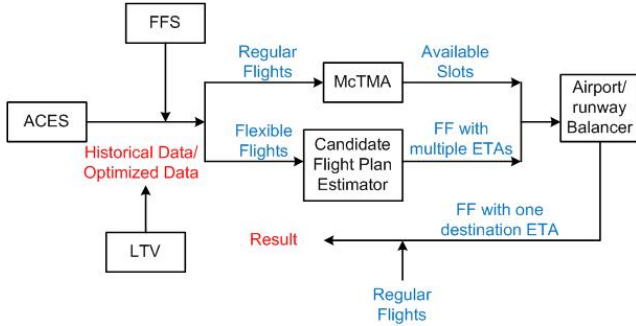 FFS
Regular
Flights
McTMA
Available
Slots
Airport/
runway
Balancer
ACES
Historical Data/
Optimized Data
Flexible
Flights
Candidate
Flight Plan
Estimator
FF with
multiple ETAs
LTV
Result
FF with one
destination ETA
Regular
Flights